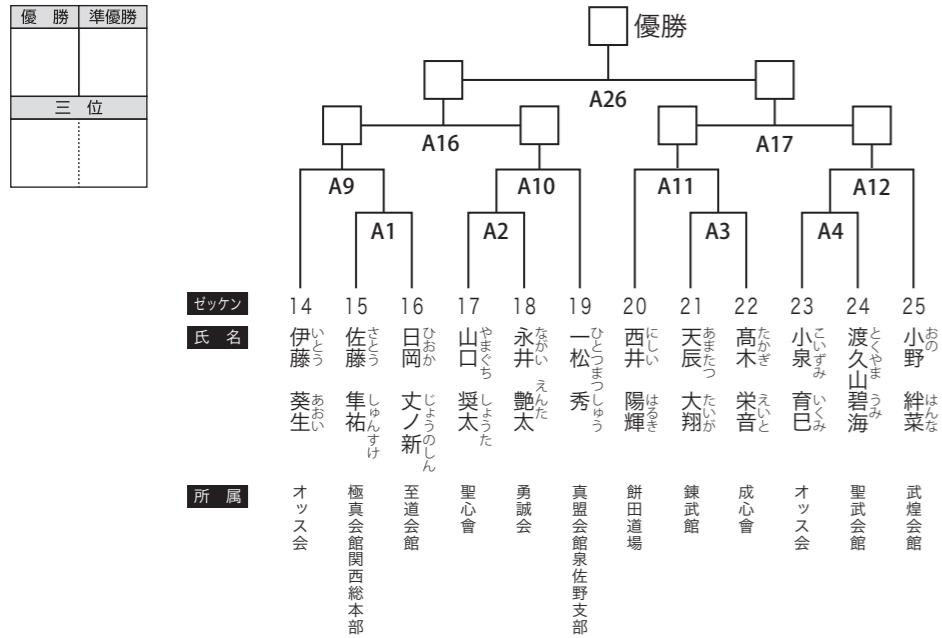 優 勝 準優勝
三 位
優勝
A26
A16 A17
A9 A10 A11 A12
A1 A2 A3 A4
ゼッケン 14 15 16 17 18 19 20 21 22 23 24 25
氏 名
伊藤 葵生 いとう あおい
佐藤 隼祐 さとう しゅんすけ
日岡 丈ノ新 ひおか じょうのしん
山口 奨太 やまぐち しょうた
永井 艶太 ながい えんた
一松 秀 ひとつまつ しゅう
西井 陽輝 にしい はるき
天辰 大翔 あまたつ たいが
髙木 栄音 たかぎ えいと
小泉 育巳 こいずみ いくみ
渡久山 碧海 とくやま うみ
小野 絆菜 おの はんな
所 属
オッス会
極真会館関西総本部
至道会館
聖心會
勇誠会
真盟会館泉佐野支部
餅田道場
錬武館
成心會
オッス会
聖武会館
武煌会館